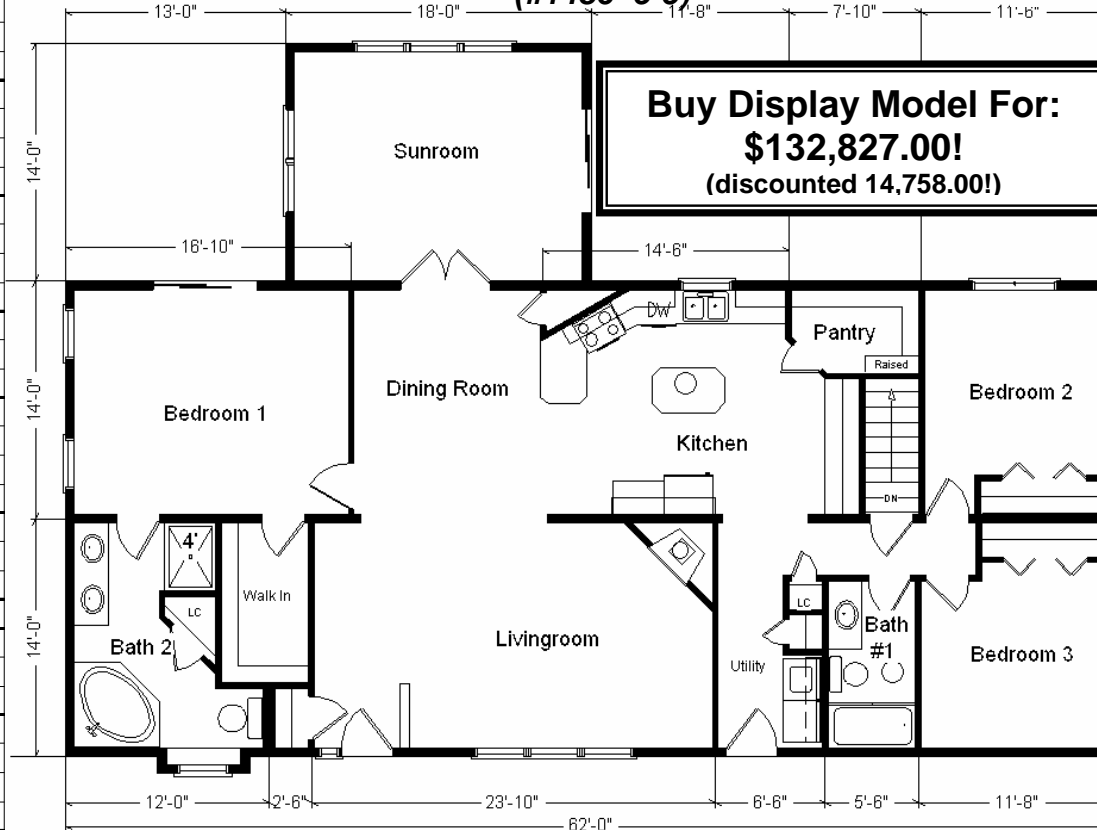 13'-0" 18'-0" 11'-8" 7'-10" 11'-6"
Buy Display Model For:
$132,827.00!
(discounted 14,758.00!)
14'-0"
Sunroom
16'-10"
14'-6"
DW
Pantry
Raised
14'-0"
Bedroom 1
Dining Room
Kitchen
Bedroom 2
DN
4'
Walk In
LC
Bath 2
14'-0"
Livingroom
LC
Utility
Bath
#1
Bedroom 3
12'-0" 2'-6" 23'-10" 6'-6" 5'-6" 11'-8"
62'-0"